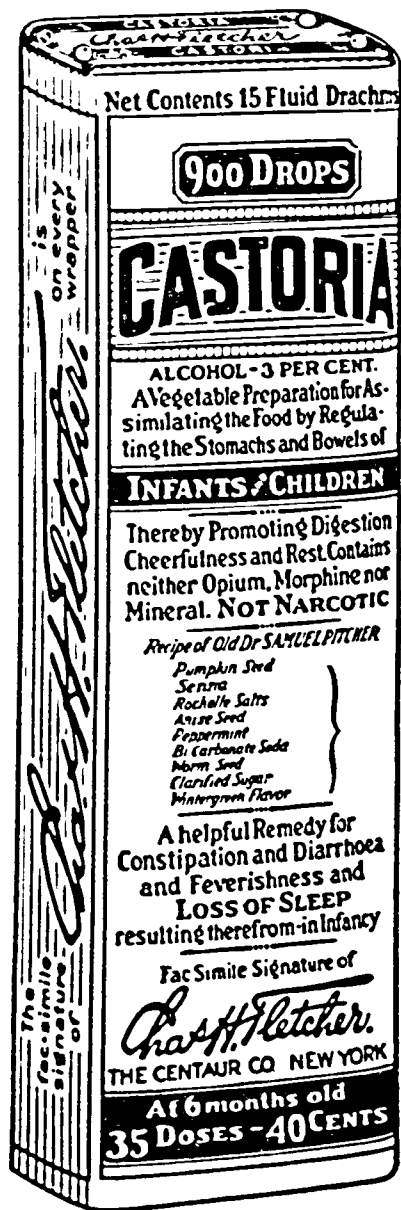 CASTORIA
Chas H. Fletcher
CASTORI
Net Contents 15 Fluid Drachms
900 DROPS
CASTORIA
ALCOHOL-3 PER CENT.
A Vegetable Preparation for As-
similating the Food by Regula-
ting the Stomachs and Bowels of
INFANTS & CHILDREN
Thereby Promoting Digestion
Cheerfulness and Rest. Contains
neither Opium, Morphine nor
Mineral. NOT NARCOTIC
Recipe of Old Dr SAMUEL PITCHER
Pumpkin Seed
Senna
Rochelle Salts
Anise Seed
Peppermint
Bi Carbonate Soda
Worm Seed
Clarified Sugar
Wintergreen Flavor
A helpful Remedy for
Constipation and Diarrhoea
and Feverishness and
LOSS OF SLEEP
resulting therefrom-in Infancy
Fac Simile Signature of
Chas H. Fletcher.
THE CENTAUR CO. NEW YORK
At 6 months old
35 DOSES - 40 CENTS
The
fac-simile
signature
of
Chas H. Fletcher.
is
on every
wrapper